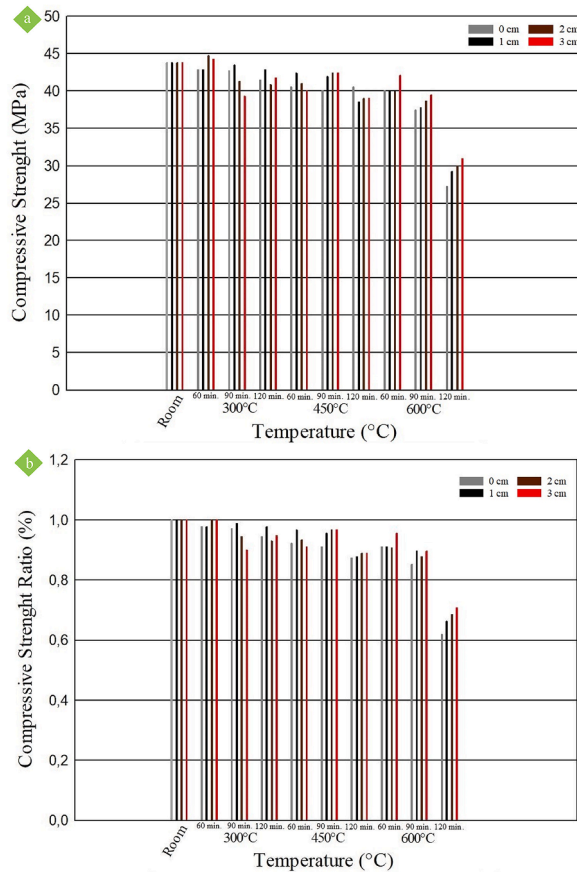 a
50
45
40
35
30
25
20
15
10
5
0
Compressive Strenght (MPa)
0 cm 2 cm
1 cm 3 cm
Room 60 min. 90 min. 120 min. 60 min. 90 min. 120 min. 60 min. 90 min. 120 min.
300°C 450°C 600°C
Temperature (°C)
b
1,2
1,0
0,8
0,6
0,4
0,2
0,0
Compressive Strenght Ratio (%)
0 cm 2 cm
1 cm 3 cm
Room 60 min. 90 min. 120 min. 60 min. 90 min. 120 min. 60 min. 90 min. 120 min.
300°C 450°C 600°C
Temperature (°C)